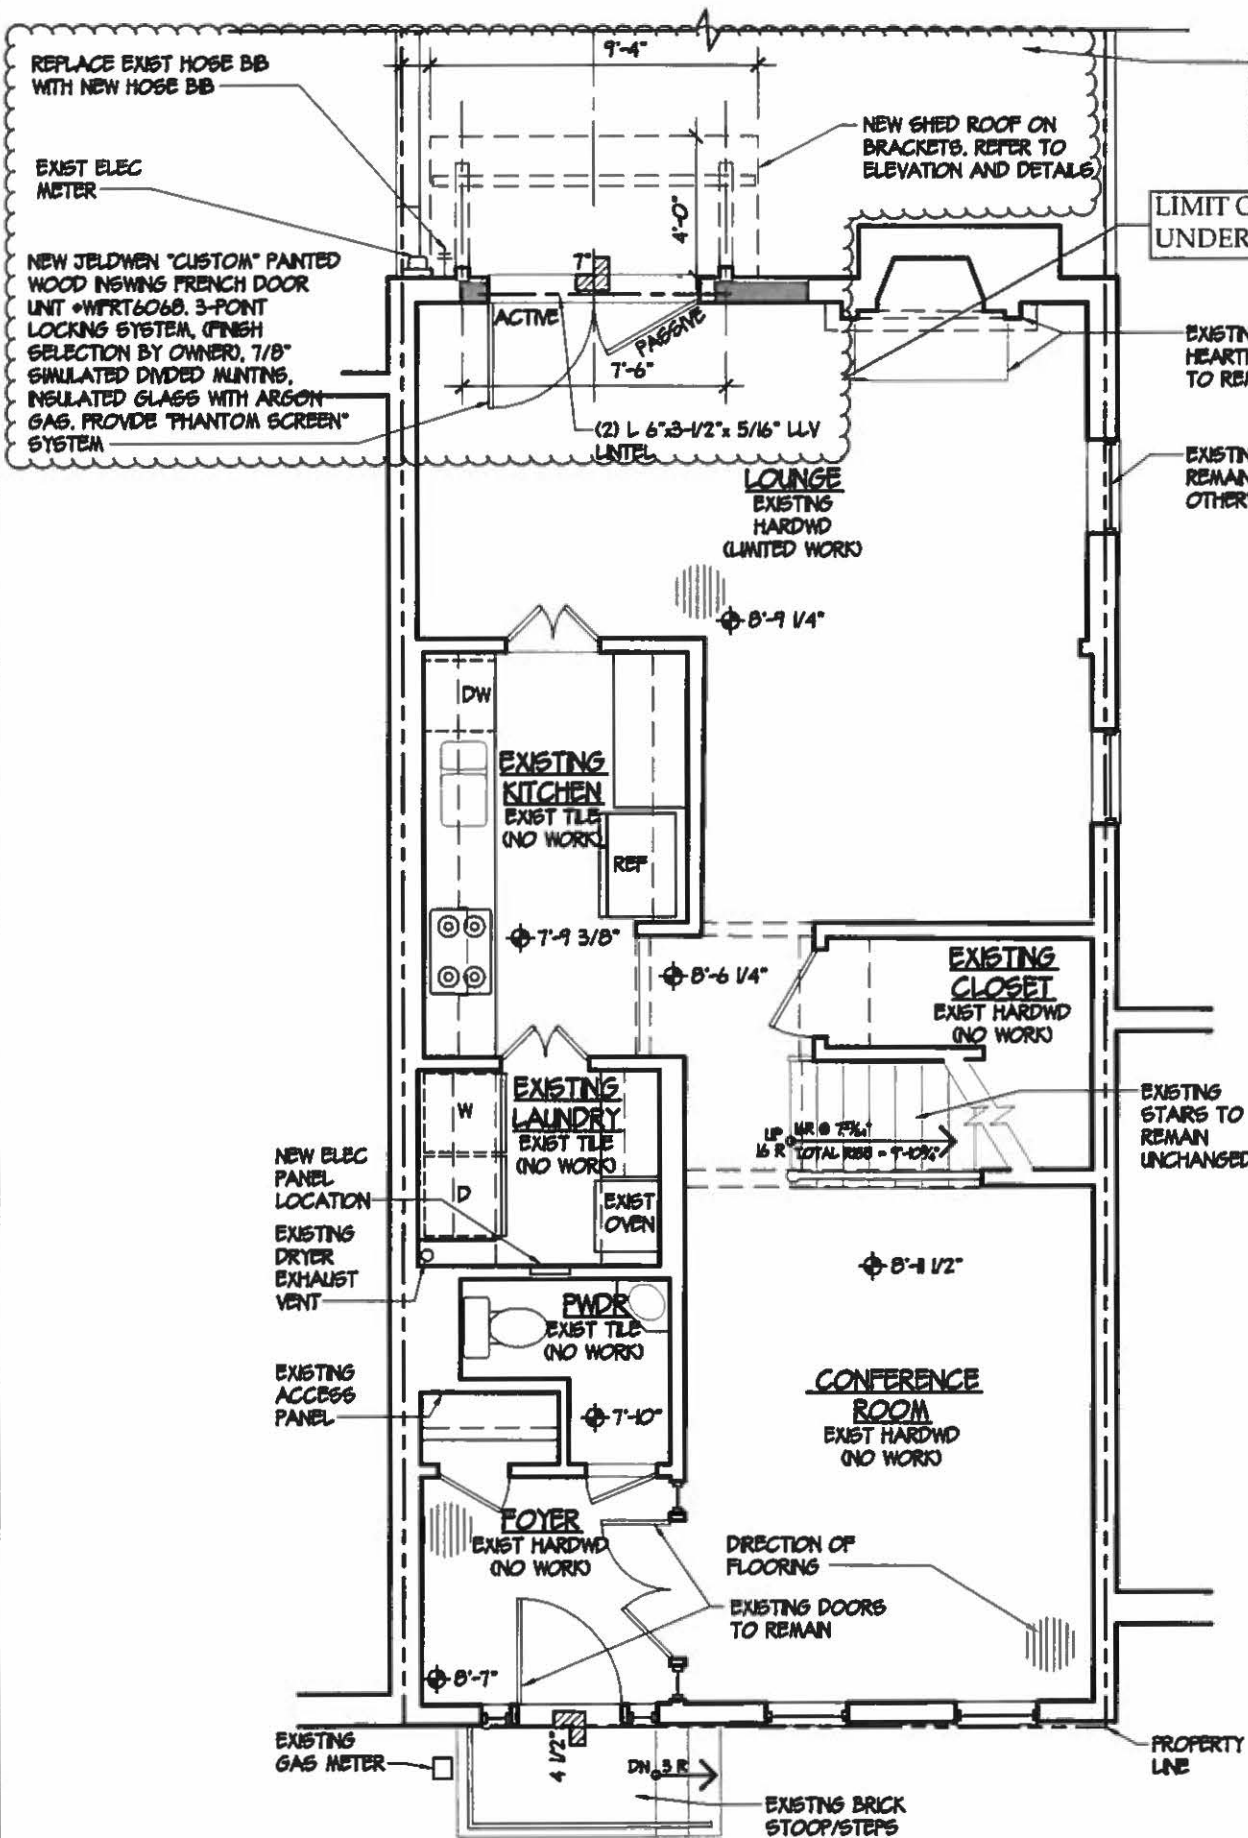 9'-4"
REPLACE EXIST HOSE BIB
WITH NEW HOSE BIB
EXIST ELEC
METER
NEW SHED ROOF ON
BRACKETS. REFER TO
ELEVATION AND DETAILS
4'-0"
LIMIT
UNDER
NEW JELDWEN "CUSTOM" PAINTED
WOOD INSWING FRENCH DOOR
UNIT #WFRT6068. 3-POINT
LOCKING SYSTEM, (FINISH
SELECTION BY OWNER), 7/8"
SIMULATED DIVIDED MUNTINS,
INSULATED GLASS WITH ARGON
GAS. PROVIDE "PHANTOM SCREEN"
SYSTEM
7"
ACTIVE
PASSIVE
7'-6"
(2) L 6"x3-1/2"x 5/16" LLV
LINTEL
TO
LOUNGE
EXISTING
HARDWD
(LIMITED WORK)
8'-9 1/4"
DW
EXISTING
KITCHEN
EXIST TILE
(NO WORK)
REF
7'-9 3/8"
8'-6 1/4"
EXISTING
CLOSET
EXIST HARDWD
(NO WORK)
EXISTING
STAIRS TO
REMAIN
UNCHANGED
UP
16 R
16R @
TOTAL RISE =
W
D
EXISTING
LAUNDRY
EXIST TILE
(NO WORK)
EXIST
OVEN
NEW ELEC
PANEL
LOCATION
EXISTING
DRYER
EXHAUST
VENT
8'-11 1/2"
PWDR
EXIST TILE
(NO WORK)
EXISTING
ACCESS
PANEL
7'-10"
CONFERENCE
ROOM
EXIST HARDWD
(NO WORK)
FOYER
EXIST HARDWD
(NO WORK)
DIRECTION OF
FLOORING
EXISTING DOORS
TO REMAIN
8'-7"
EXISTING
GAS METER
4 1/2"
DN 3 R
EXISTING BRICK
STOOP/STEPS
PROPERTY
LINE